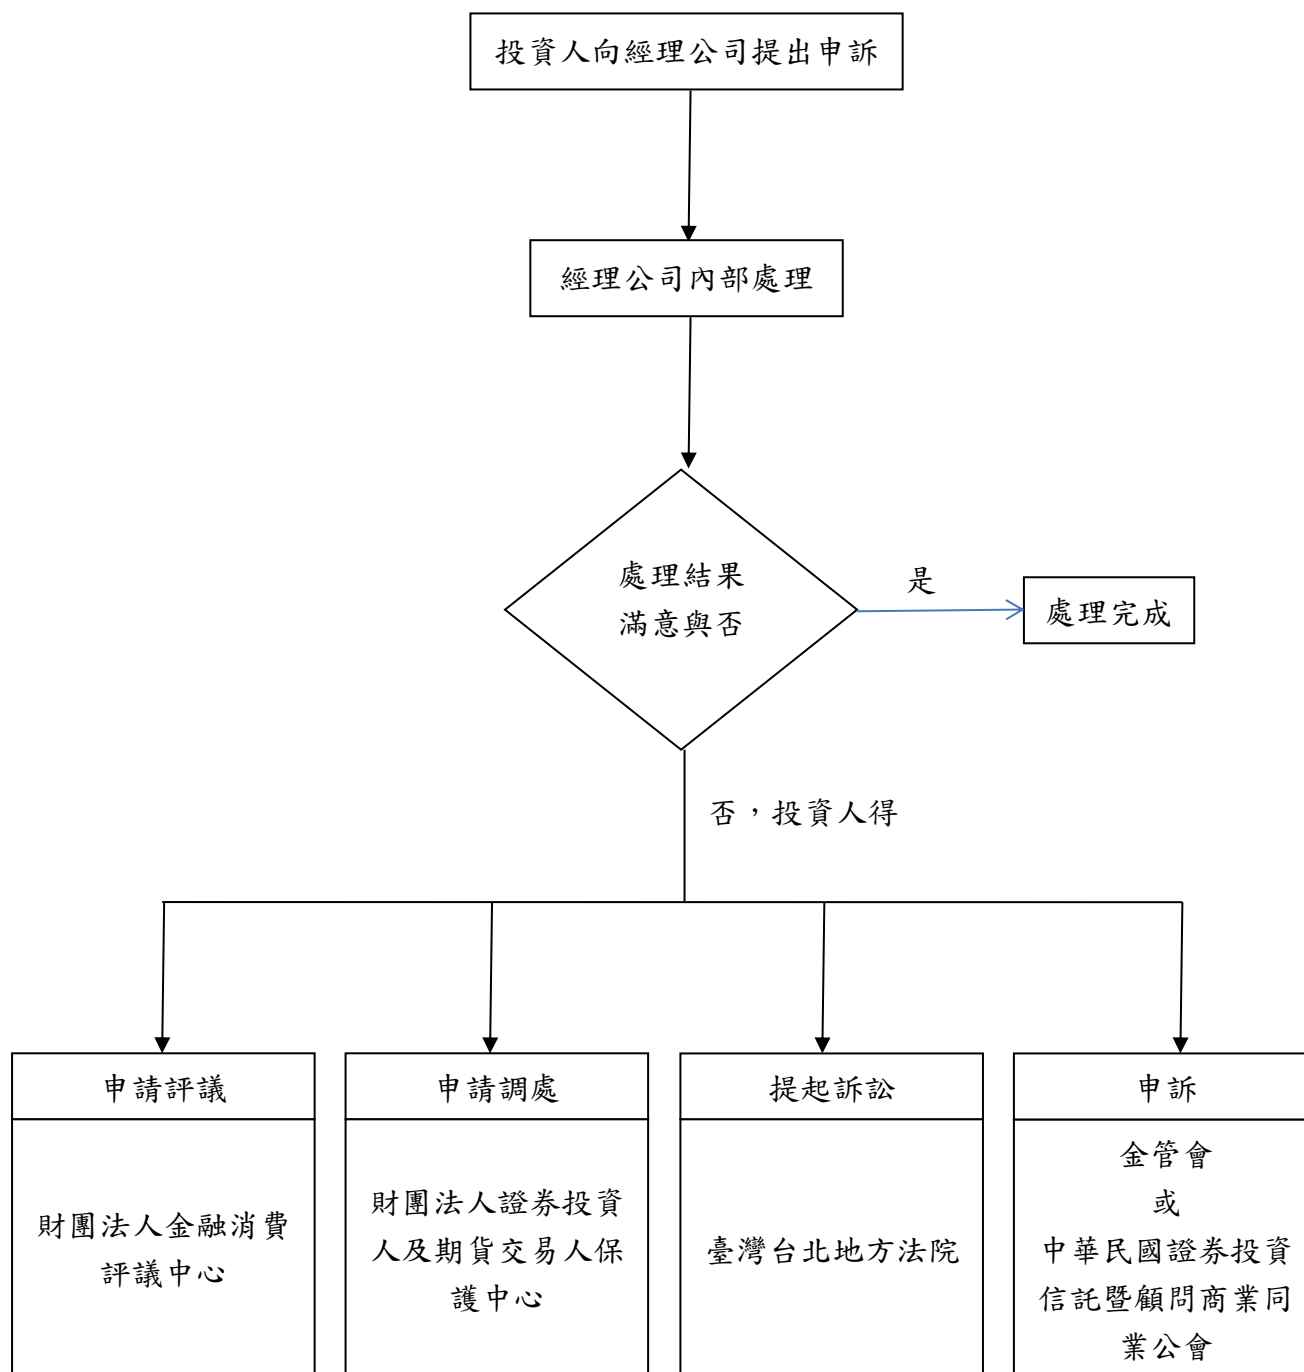 投資人向經理公司提出申訴
經理公司內部處理
處理結果
滿意與否
是
處理完成
否，投資人得
申請評議
財團法人金融消費
評議中心
申請調處
財團法人證券投資
人及期貨交易人保
護中心
提起訴訟
臺灣台北地方法院
申訴
金管會
或
中華民國證券投資
信託暨顧問商業同
業公會